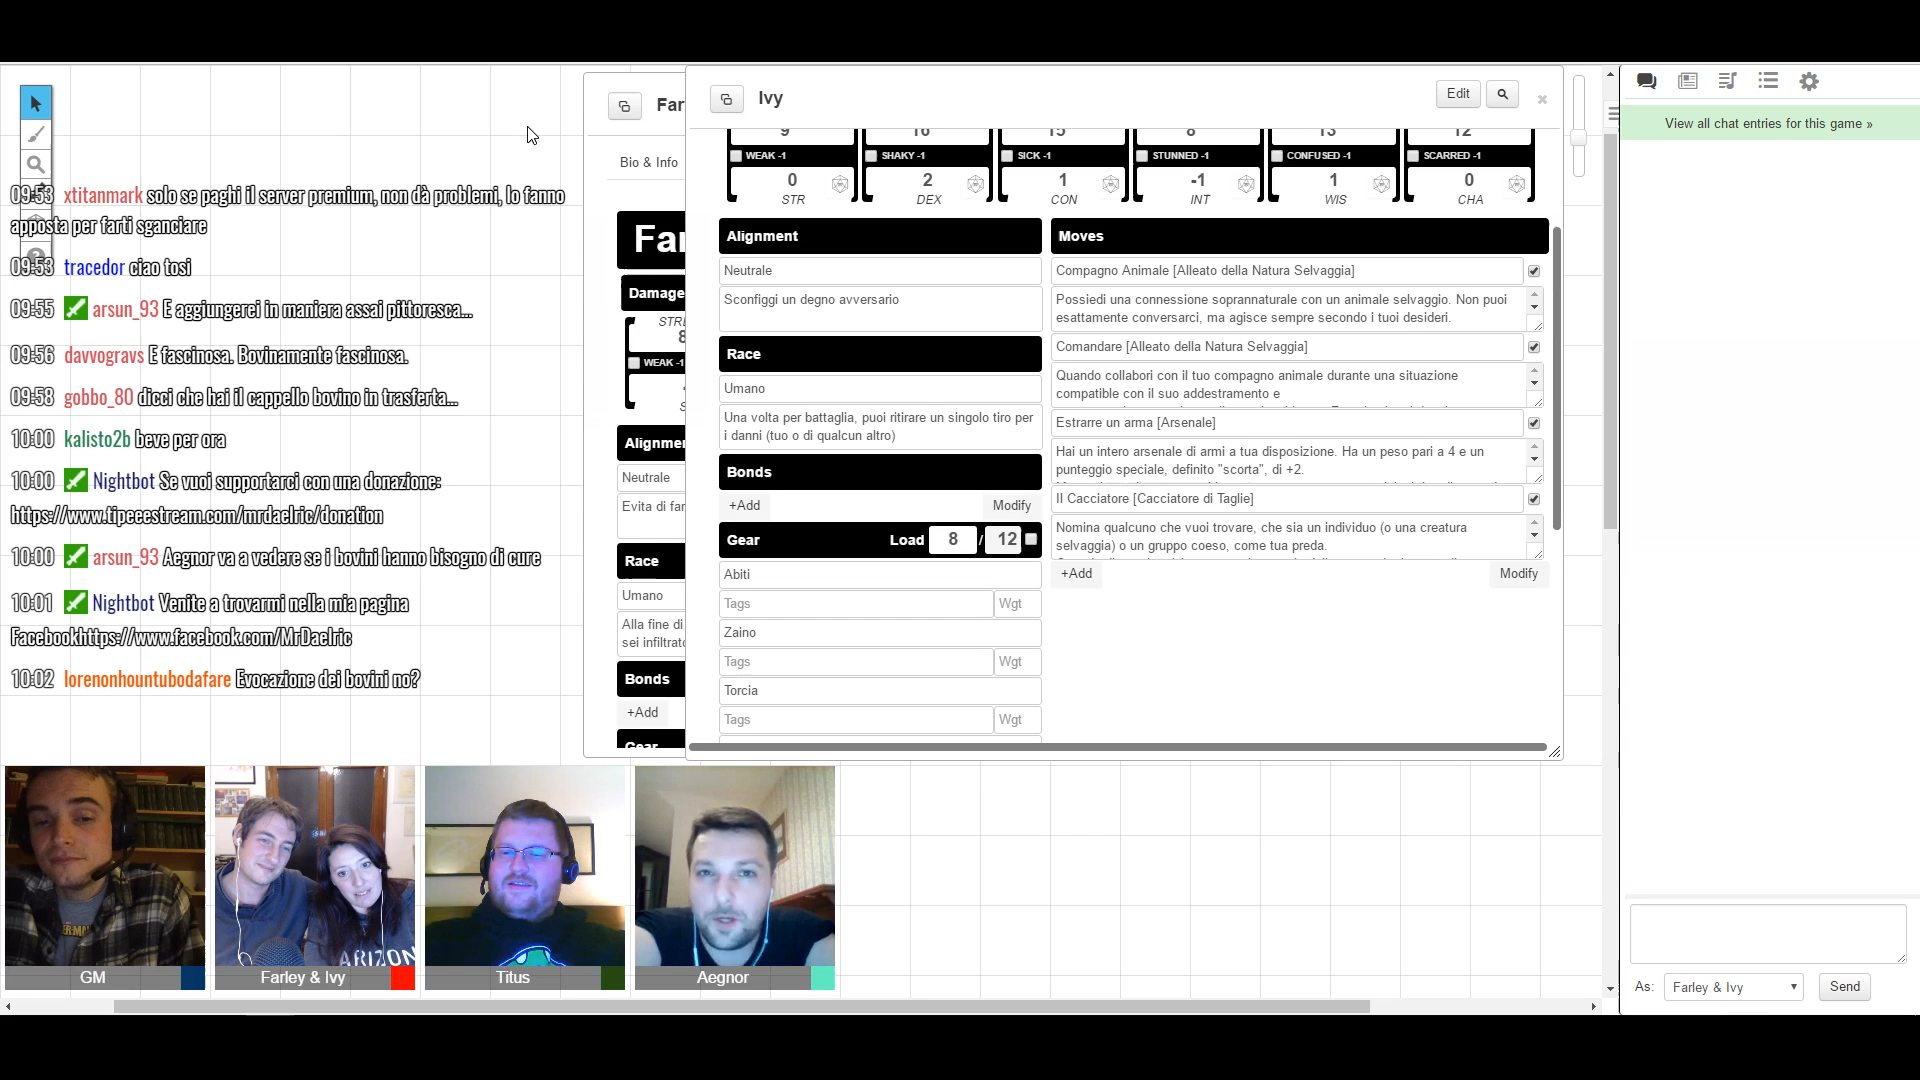 09:53 xtitanmark solo se paghi il server premium, non dà problemi, lo fanno
apposta per farti sganciare
09:53 tracedor ciao tosi
09:55 arsun_93 E aggiungerei in maniera assai pittoresca...
09:56 davvogravs E fascinosa. Bovinamente fascinosa.
09:58 gobbo_80 dicci che hai il cappello bovino in trasferta...
10:00 kalisto2b beve per ora
10:00 Nightbot Se vuoi supportarci con una donazione:
https://www.tipeeestream.com/mrdaelric/donation
10:00 arsun_93 Aegnor va a vedere se i bovini hanno bisogno di cure
10:01 Nightbot Venite a trovarmi nella mia pagina
Facebookhttps://www.facebook.com/MrDaelric
10:02 lorenonhountubodafare Evocazione dei bovini no?
Far
Bio & Info
Far
Damage
STRE
8
WEAK -1
Alignmen
Neutrale
Evita di far
Race
Umano
Alla fine di
sei infiltrato
Bonds
+Add
Gear
Ivy
Edit
9 16 15 8 13 12
WEAK -1 SHAKY -1 SICK -1 STUNNED -1 CONFUSED -1 SCARRED -1
0 2 1 -1 1 0
STR DEX CON INT WIS CHA
Alignment
Neutrale
Sconfiggi un degno avversario
Race
Umano
Una volta per battaglia, puoi ritirare un singolo tiro per
i danni (tuo o di qualcun altro)
Bonds
+Add Modify
Gear Load 8 / 12
Abiti
Tags Wgt
Zaino
Tags Wgt
Torcia
Tags Wgt
Moves
Compagno Animale [Alleato della Natura Selvaggia]
Possiedi una connessione soprannaturale con un animale selvaggio. Non puoi
esattamente conversarci, ma agisce sempre secondo i tuoi desideri.
Comandare [Alleato della Natura Selvaggia]
Quando collabori con il tuo compagno animale durante una situazione
compatible con il suo addestramento e
Estrarre un arma [Arsenale]
Hai un intero arsenale di armi a tua disposizione. Ha un peso pari a 4 e un
punteggio speciale, definito "scorta", di +2.
Il Cacciatore [Cacciatore di Taglie]
Nomina qualcuno che vuoi trovare, che sia un individuo (o una creatura
selvaggia) o un gruppo coeso, come tua preda.
+Add Modify
View all chat entries for this game »
As: Farley & Ivy Send
ARIZON
GM
Farley & Ivy
Titus
Aegnor